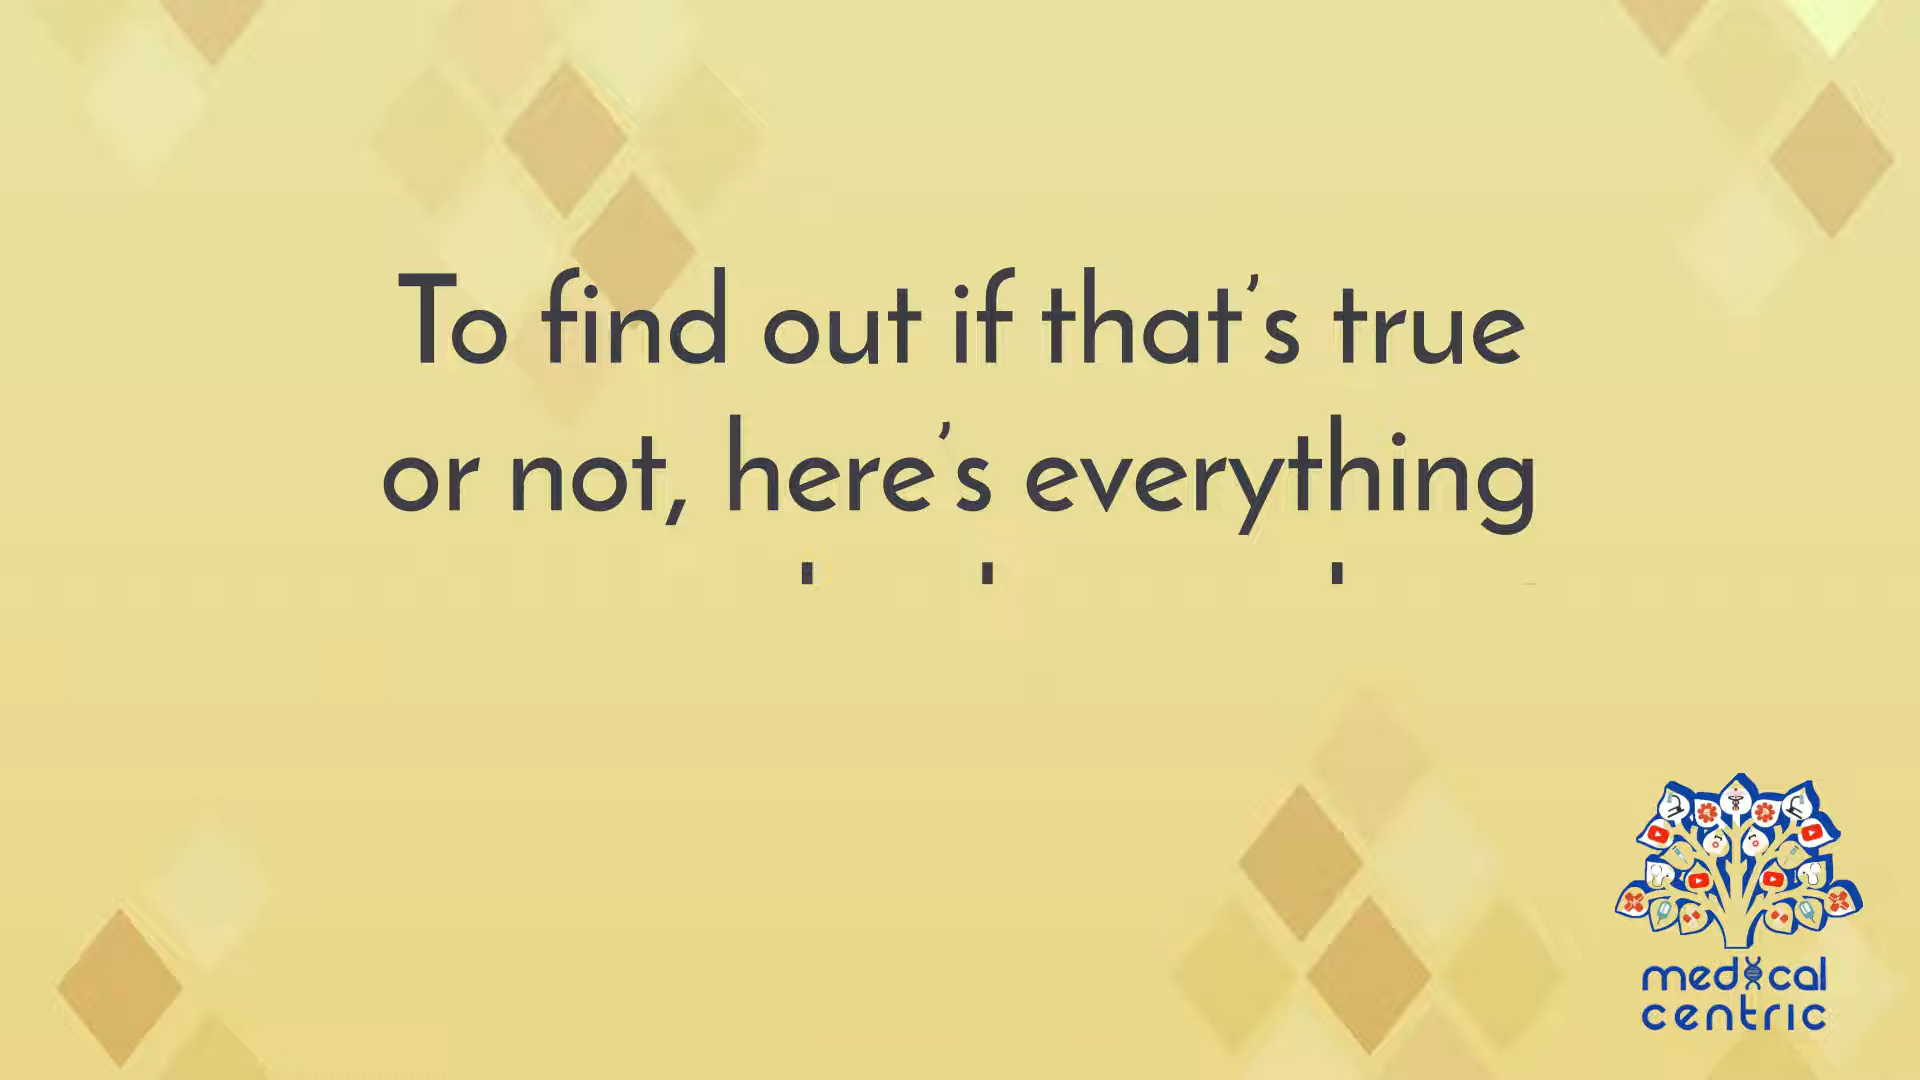 To find out if that’s true
or not, here’s everything
medical
centric